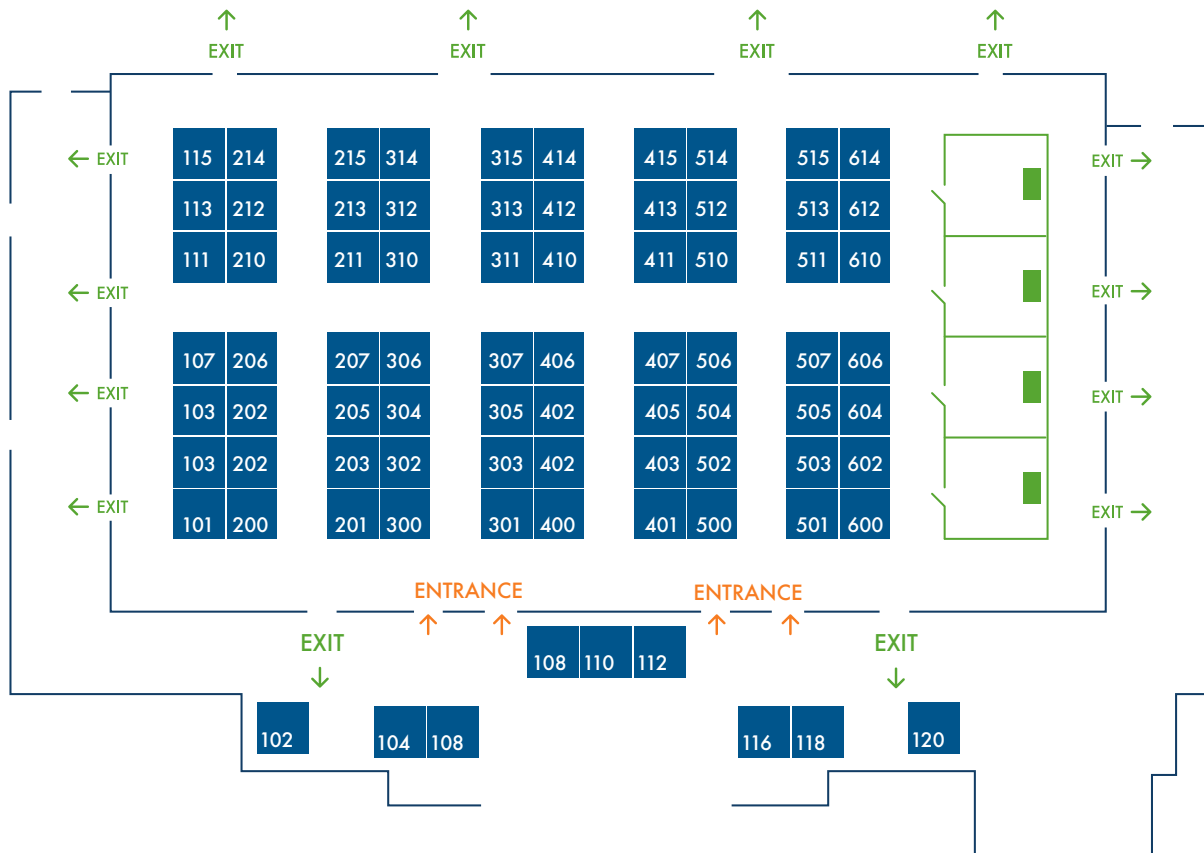 EXIT EXIT EXIT EXIT
EXIT 115 214 215 314 315 414 415 514 515 614 EXIT
113 212 213 312 313 412 413 512 513 612
111 210 211 310 311 410 411 510 511 610
EXIT EXIT
107 206 207 306 307 406 407 506 507 606
EXIT EXIT
103 202 205 304 305 402 405 504 505 604
103 202 203 302 303 402 403 502 503 602
EXIT EXIT
101 200 201 300 301 400 401 500 501 600
ENTRANCE ENTRANCE
EXIT EXIT
108 110 112
102 104 108 116 118 120